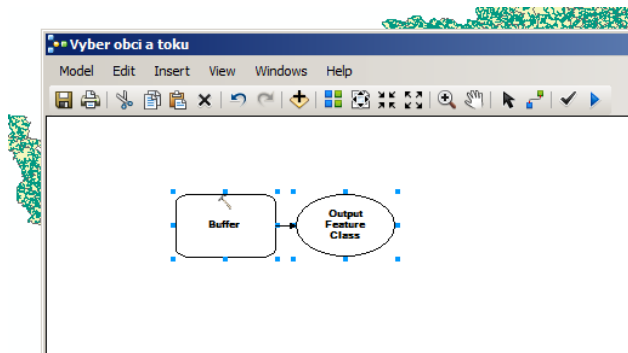 Vyber obci a toku
Model Edit Insert View Windows Help
Buffer
Output
Feature
Class